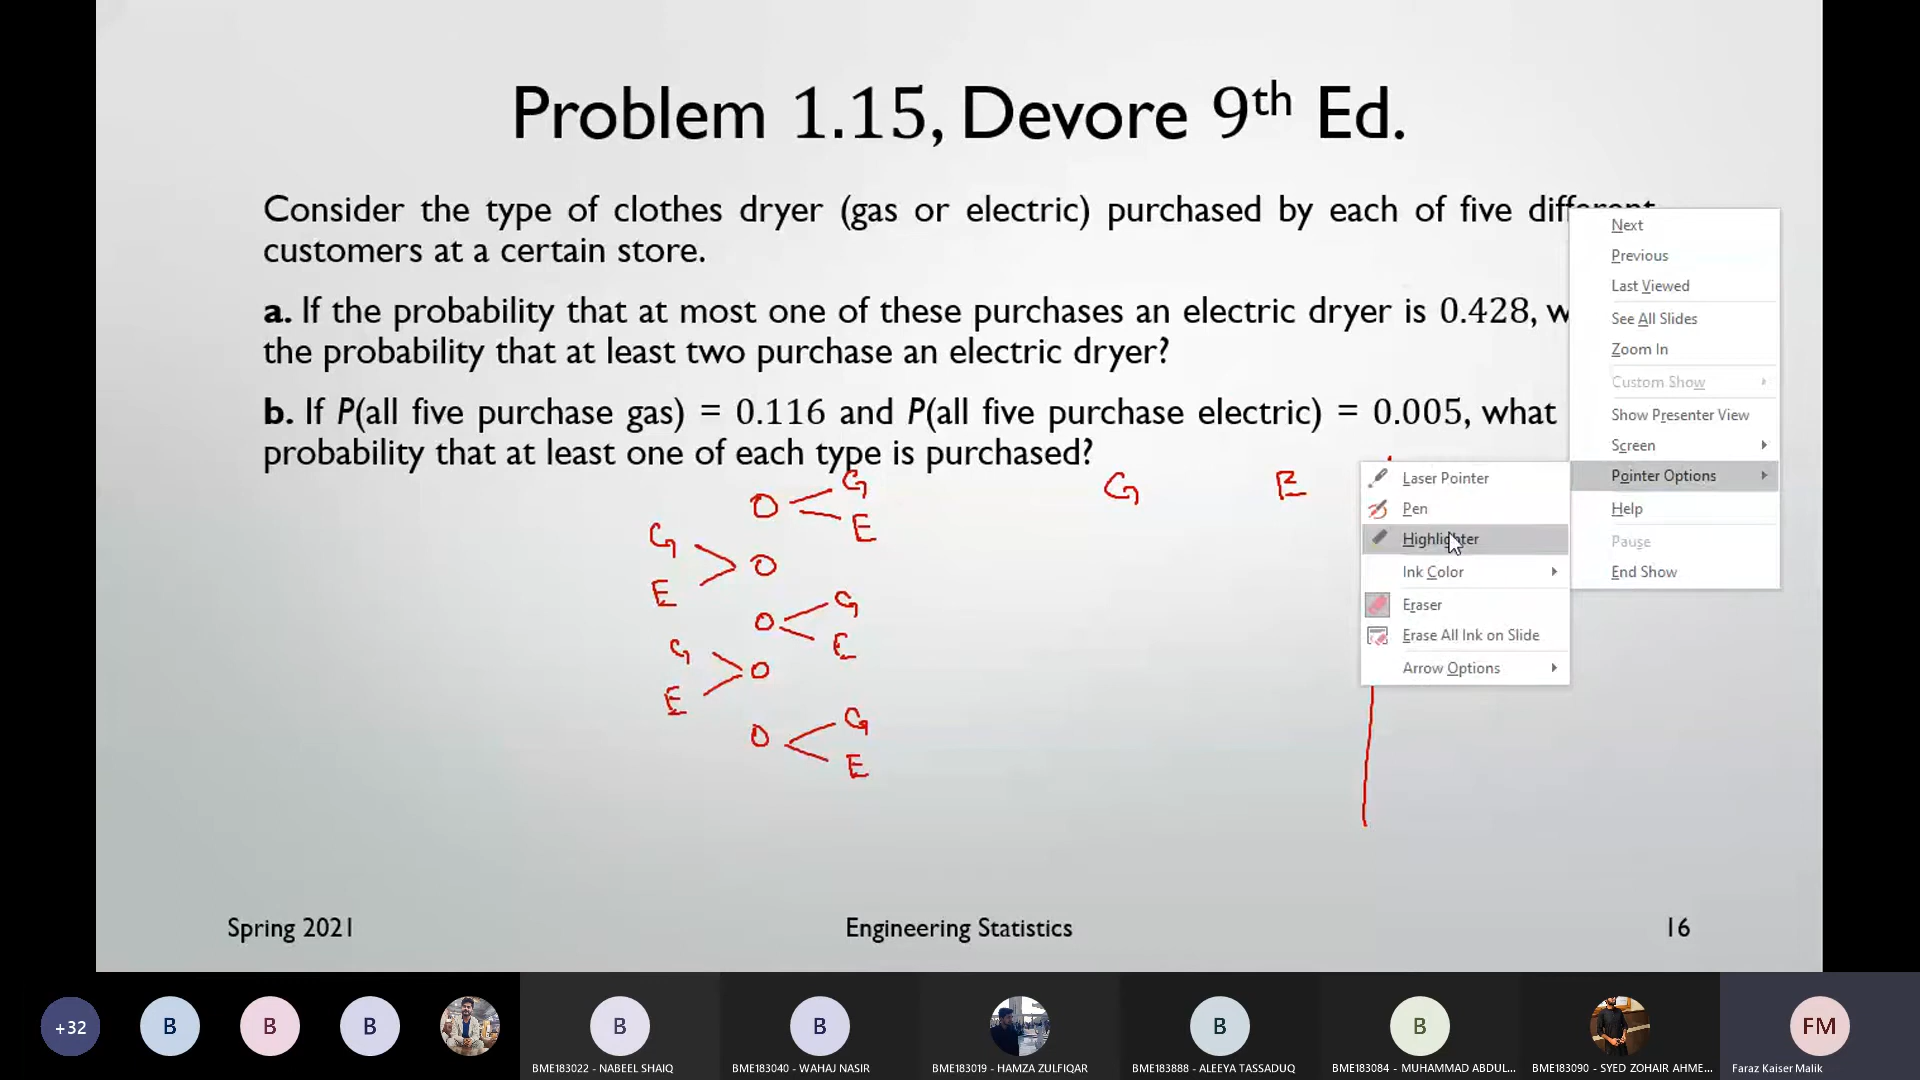 Problem 1.15, Devore 9th Ed.
Consider the type of clothes dryer (gas or electric) purchased by each of five different
customers at a certain store.
a. If the probability that at most one of these purchases an electric dryer is 0.428,
the probability that at least two purchase an electric dryer?
b. If P(all five purchase gas) = 0.116 and P(all five purchase electric) = 0.005, what
probability that at least one of each type is purchased?
Next
Previous
Last Viewed
See All Slides
Zoom In
Custom Show
Show Presenter View
Screen
Pointer Options
Help
Pause
End Show
Laser Pointer
Pen
Highlighter
Ink Color
Eraser
Erase All Ink on Slide
Arrow Options
G E
O G
E
G O
E
O G
E
G O
E
O G
E
Spring 2021 Engineering Statistics 16
+32 B B B B B B B FM
BME183022 - NABEEL SHAIQ
BME183040 - WAHAJ NASIR
BME183019 - HAMZA ZULFIQAR
BME183888 - ALEEYA TASSADUQ
BME183084 - MUHAMMAD ABDUL...
BME183090 - SYED ZOHAIR AHME...
Faraz Kaiser Malik